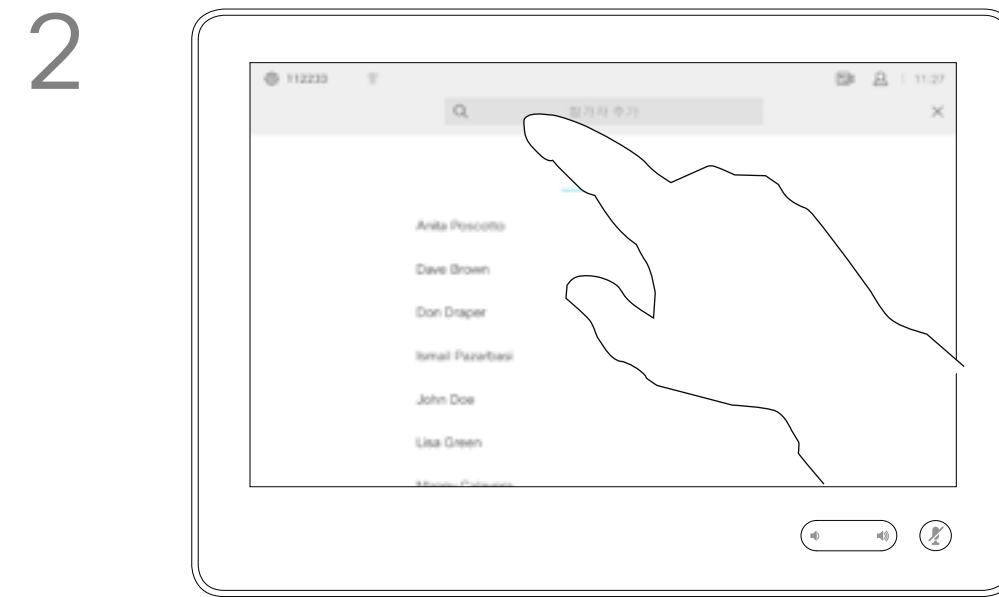 2
112233
11:27
참가자 추가
Anita Poscotto
Dave Brown
Don Draper
Ismail Pazarbasi
John Doe
Lisa Green